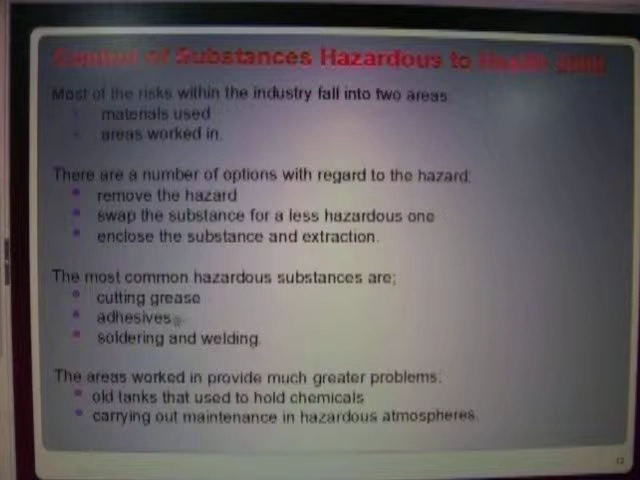 Control of Substances Hazardous to Health
Most of the risks within the industry fall into two areas
materials used
areas worked in.
There are a number of options with regard to the hazard:
remove the hazard
swap the substance for a less hazardous one
enclose the substance and extraction.
The most common hazardous substances are;
cutting grease
adhesives
soldering and welding.
The areas worked in provide much greater problems:
old tanks that used to hold chemicals
carrying out maintenance in hazardous atmospheres.